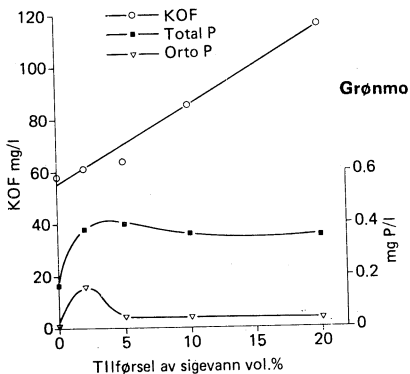 120
100
80
60
40
20
0
KOF mg/l
KOF
Total P
Orto P
Grønmo
0.6
0.4
0.2
0
mg P/l
0 5 10 15 20
TIlførsel av sigevann vol.%